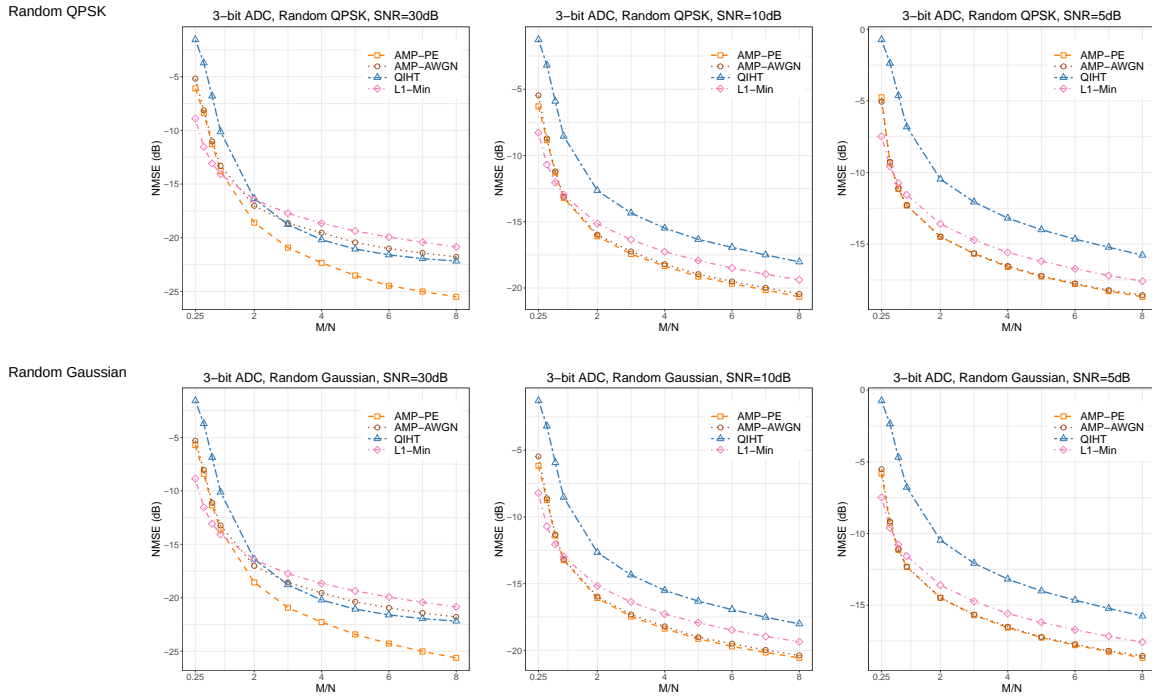 Random QPSK
3−bit ADC, Random QPSK, SNR=30dB
NMSE (dB)
−5
−10
−15
−20
−25
AMP−PE
AMP−AWGN
QIHT
L1−Min
0.25 2 4 6 8
M/N
3−bit ADC, Random QPSK, SNR=10dB
NMSE (dB)
−5
−10
−15
−20
AMP−PE
AMP−AWGN
QIHT
L1−Min
0.25 2 4 6 8
M/N
3−bit ADC, Random QPSK, SNR=5dB
NMSE (dB)
0
−5
−10
−15
AMP−PE
AMP−AWGN
QIHT
L1−Min
0.25 2 4 6 8
M/N
Random Gaussian
3−bit ADC, Random Gaussian, SNR=30dB
NMSE (dB)
−5
−10
−15
−20
−25
AMP−PE
AMP−AWGN
QIHT
L1−Min
0.25 2 4 6 8
M/N
3−bit ADC, Random Gaussian, SNR=10dB
NMSE (dB)
−5
−10
−15
−20
AMP−PE
AMP−AWGN
QIHT
L1−Min
0.25 2 4 6 8
M/N
3−bit ADC, Random Gaussian, SNR=5dB
NMSE (dB)
0
−5
−10
−15
AMP−PE
AMP−AWGN
QIHT
L1−Min
0.25 2 4 6 8
M/N